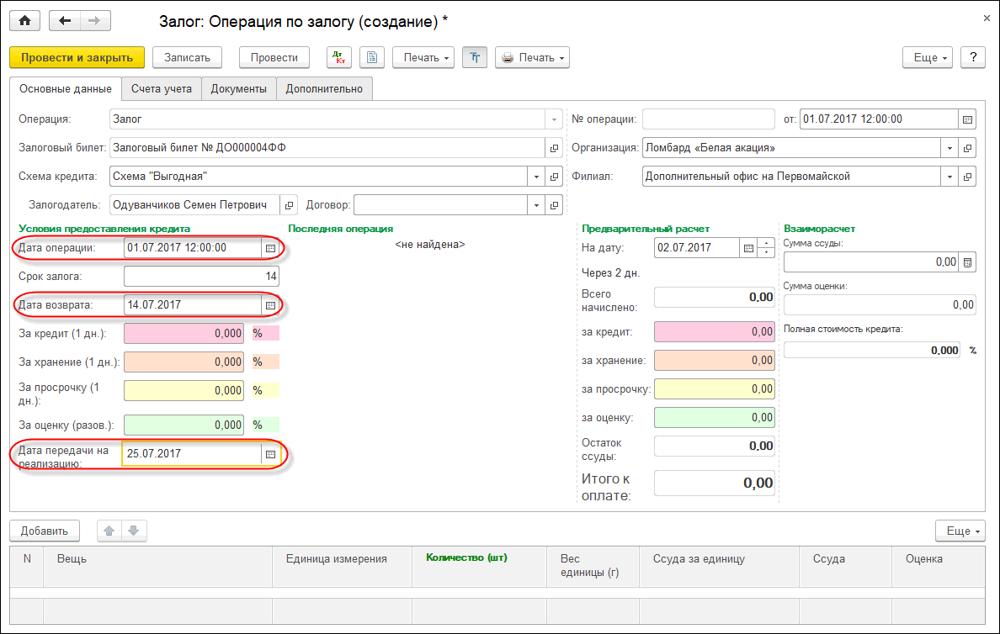 Залог: Операция по залогу (создание) *
Провести и закрыть Записать Провести Дт Кт Печать Тт Печать Еще ?
Основные данные Счета учета Документы Дополнительно
Операция: Залог № операции: от: 01.07.2017 12:00:00
Залоговый билет: Залоговый билет № ДО000004ФФ Организация: Ломбард «Белая акация»
Схема кредита: Схема "Выгодная" Филиал: Дополнительный офис на Первомайской
Залогодатель: Одуванчиков Семен Петрович Договор:
Условия предоставления кредита Последняя операция Предварительный расчет Взаиморасчет
Дата операции: 01.07.2017 12:00:00 <не найдена> На дату: 02.07.2017 Сумма ссуды:
0,00
Срок залога: 14 Через 2 дн.
Дата возврата: 14.07.2017 Всего начислено: 0.00 Сумма оценки:
0,00
За кредит (1 дн.): 0,000 % за кредит: 0,00 Полная стоимость кредита:
0.000 %
За хранение (1 дн.): 0,000 % за хранение: 0,00
За просрочку (1
дн.): 0,000 % за просрочку: 0,00
За оценку (разов.): 0,000 % за оценку: 0,00
Дата передачи на
реализацию: 25.07.2017 Остаток
ссуды: 0.00
Итого к
оплате: 0,00
Добавить Еще
N Вещь Единица измерения Количество (шт) Вес
единицы (г) Ссуда за единицу Ссуда Оценка